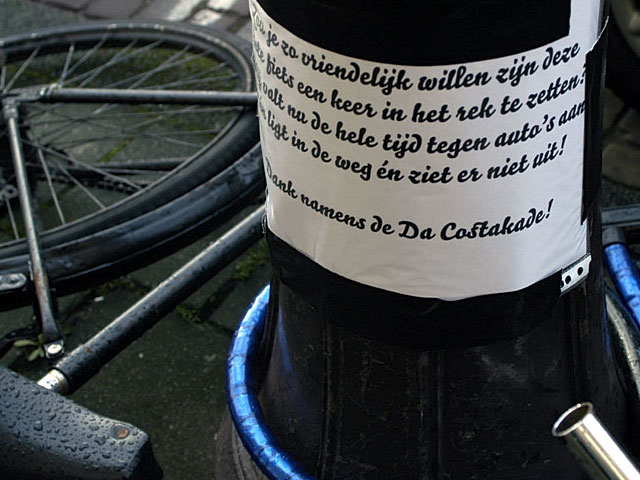 je zo vriendelijk willen zijn deze
fiets een keer in het rek te zetten?
valt nu de hele tijd tegen auto's aan
ligt in de weg én ziet er niet uit!
Dank namens de Da Costakade!